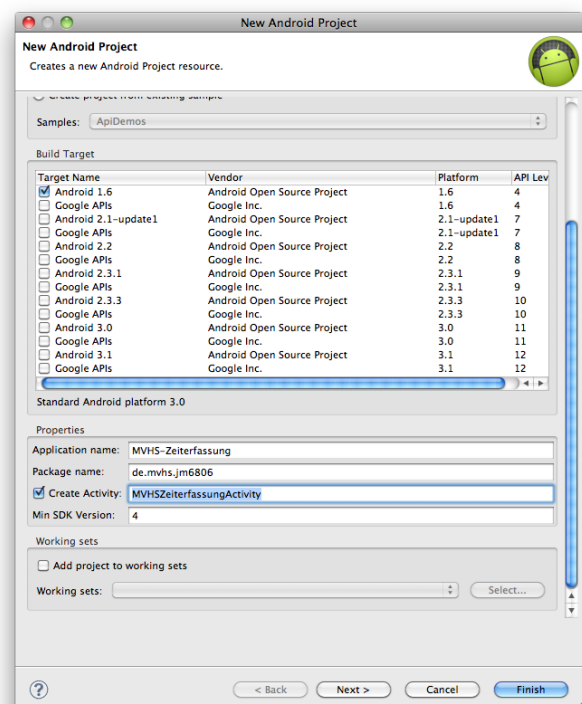 New Android Project
New Android Project
Creates a new Android Project resource.
Create project from existing sample
Samples: ApiDemos
Build Target
Target Name Vendor Platform API Lev
Android 1.6 Android Open Source Project 1.6 4
Google APIs Google Inc. 1.6 4
Android 2.1-update1 Android Open Source Project 2.1-update1 7
Google APIs Google Inc. 2.1-update1 7
Android 2.2 Android Open Source Project 2.2 8
Google APIs Google Inc. 2.2 8
Android 2.3.1 Android Open Source Project 2.3.1 9
Google APIs Google Inc. 2.3.1 9
Android 2.3.3 Android Open Source Project 2.3.3 10
Google APIs Google Inc. 2.3.3 10
Android 3.0 Android Open Source Project 3.0 11
Google APIs Google Inc. 3.0 11
Android 3.1 Android Open Source Project 3.1 12
Google APIs Google Inc. 3.1 12
Standard Android platform 3.0
Properties
Application name: MVHS-Zeiterfassung
Package name: de.mvhs.jm6806
Create Activity: MVHSZeiterfassungActivity
Min SDK Version: 4
Working sets
Add project to working sets
Working sets: Select...
? < Back Next > Cancel Finish